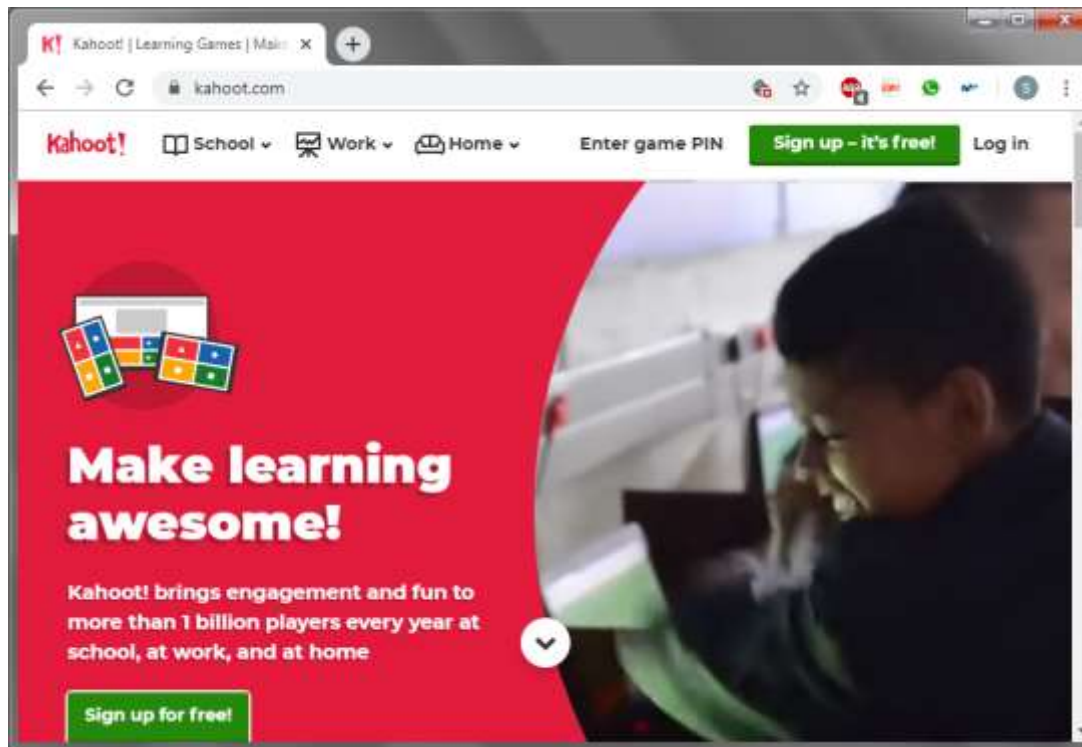 Kahoot! | Learning Games | Make
kahoot.com
Kahoot! School Work Home Enter game PIN Sign up – it's free! Log in
Make learning
awesome!
Kahoot! brings engagement and fun to
more than 1 billion players every year at
school, at work, and at home
Sign up for free!